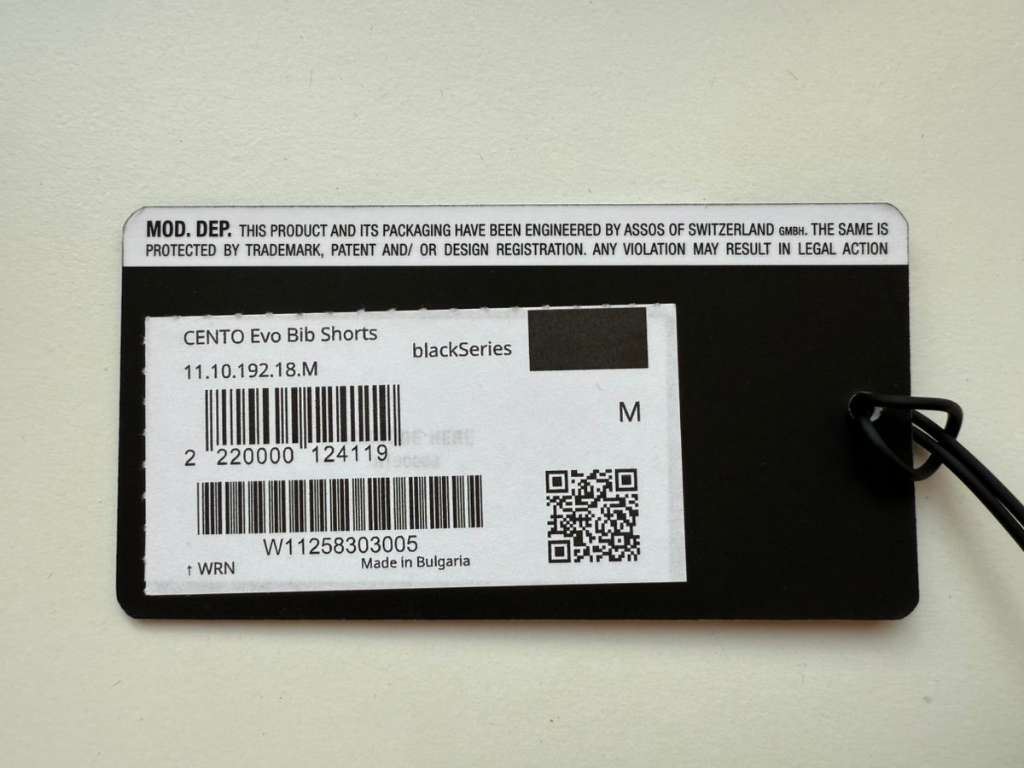 MOD. DEP. THIS PRODUCT AND ITS PACKAGING HAVE BEEN ENGINEERED BY ASSOS OF SWITZERLAND GMBH. THE SAME IS
PROTECTED BY TRADEMARK, PATENT AND/ OR DESIGN REGISTRATION. ANY VIOLATION MAY RESULT IN LEGAL ACTION
CENTO Evo Bib Shorts
blackSeries
11.10.192.18.M
M
2 220000 124119
W11258303005
↑ WRN
Made in Bulgaria